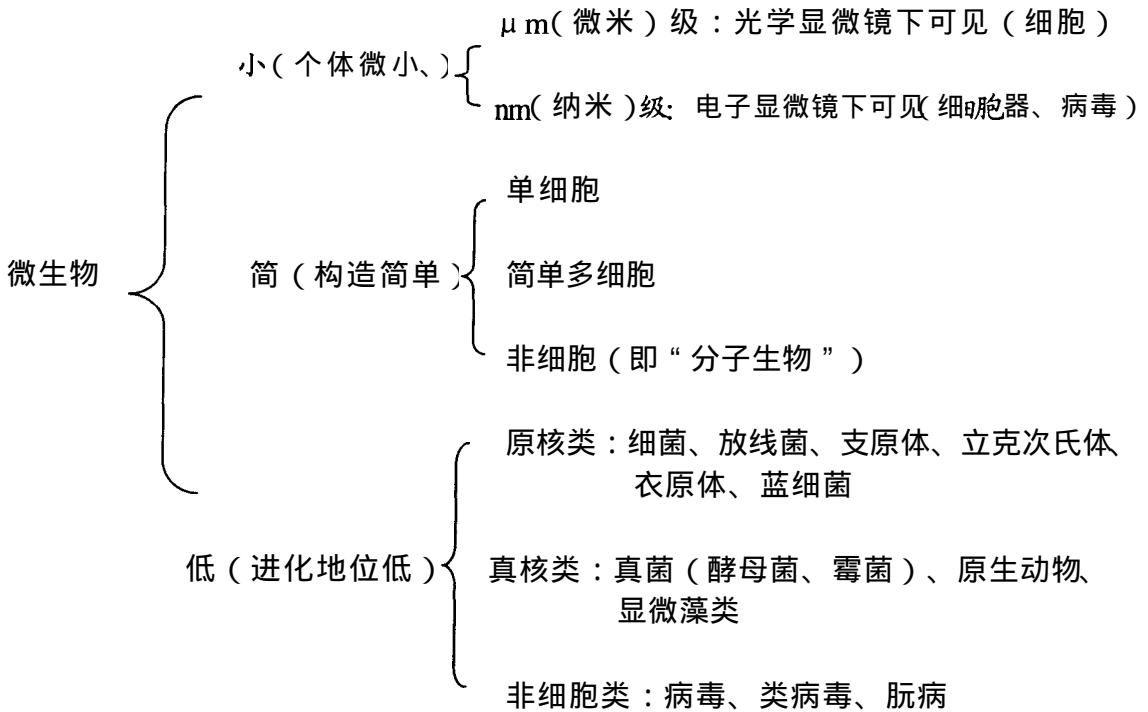 μm(微米)级:光学显微镜下可见(细胞)
小(个体微小、)
nm(纳米)级: 电子显微镜下可见(细胞器、病毒)
单细胞
微生物
简(构造简单)
简单多细胞
非细胞(即“分子生物”)
原核类:细菌、放线菌、支原体、立克次氏体、
衣原体、蓝细菌
低(进化地位低)
真核类:真菌(酵母菌、霉菌)、原生动物、
显微藻类
非细胞类:病毒、类病毒、朊病